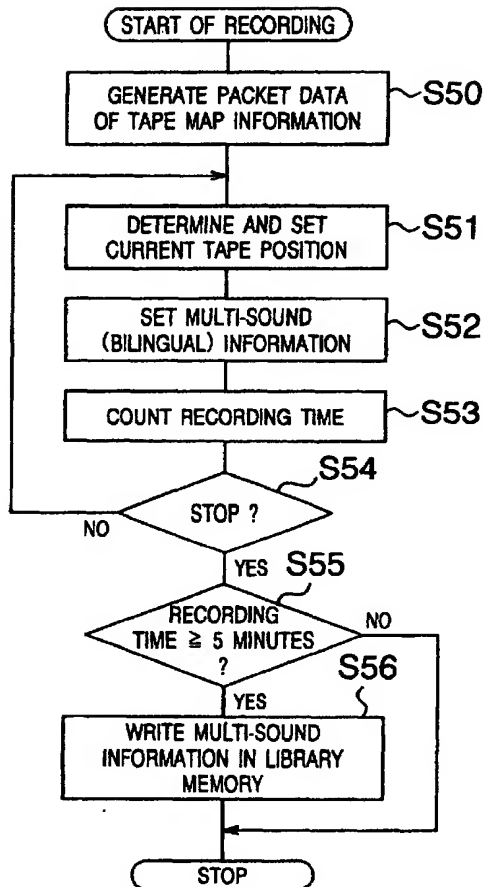 START OF RECORDING
GENERATE PACKET DATA
OF TAPE MAP INFORMATION
S50
DETERMINE AND SET
CURRENT TAPE POSITION
S51
SET MULTI-SOUND
(BILINGUAL) INFORMATION
S52
COUNT RECORDING TIME
S53
S54
STOP ?
NO
YES
S55
RECORDING
TIME ≧ 5 MINUTES
?
NO
YES
S56
WRITE MULTI-SOUND
INFORMATION IN LIBRARY
MEMORY
STOP